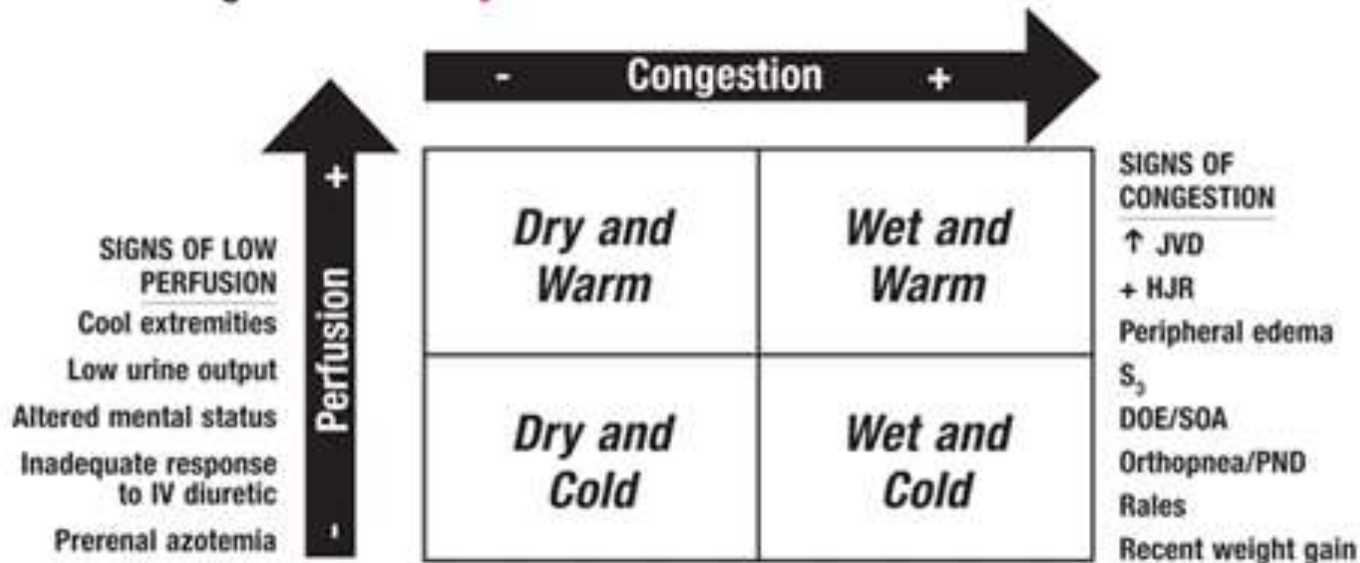 - Congestion +
+ Perfusion -
SIGNS OF LOW
PERFUSION
Cool extremities
Low urine output
Altered mental status
Inadequate response
to IV diuretic
Prerenal azotemia
Dry and
Warm
Wet and
Warm
Dry and
Cold
Wet and
Cold
SIGNS OF
CONGESTION
↑ JVD
+ HJR
Peripheral edema
S₃
DOE/SOA
Orthopnea/PND
Rales
Recent weight gain